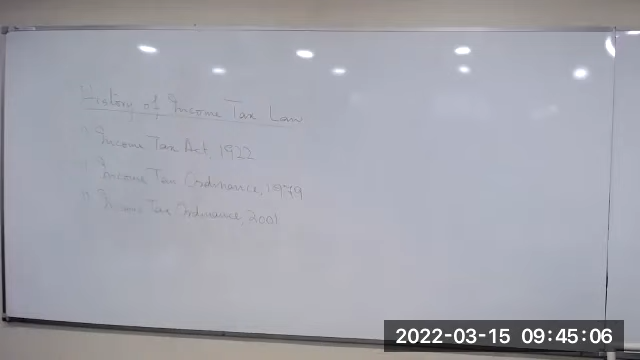 History of Income Tax Law
Income Tax Act, 1922
Income Tax Ordinance, 1979
Income Tax Ordinance, 2001
2022-03-15 09:45:06